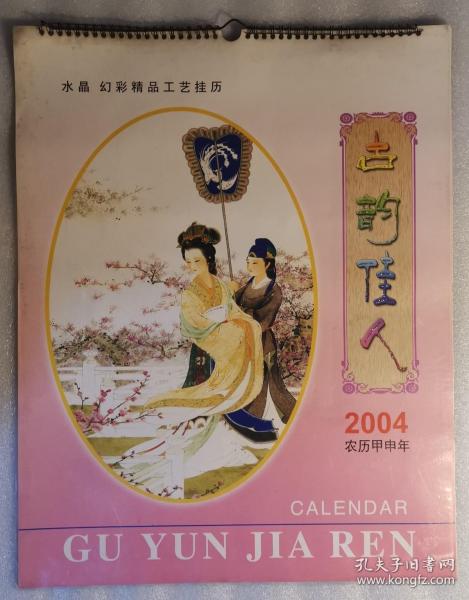 水晶 幻彩精品工艺挂历
古韵佳人
2004
农历甲申年
CALENDAR
GU YUN JIA REN
孔夫子旧书网
www.kongfz.com